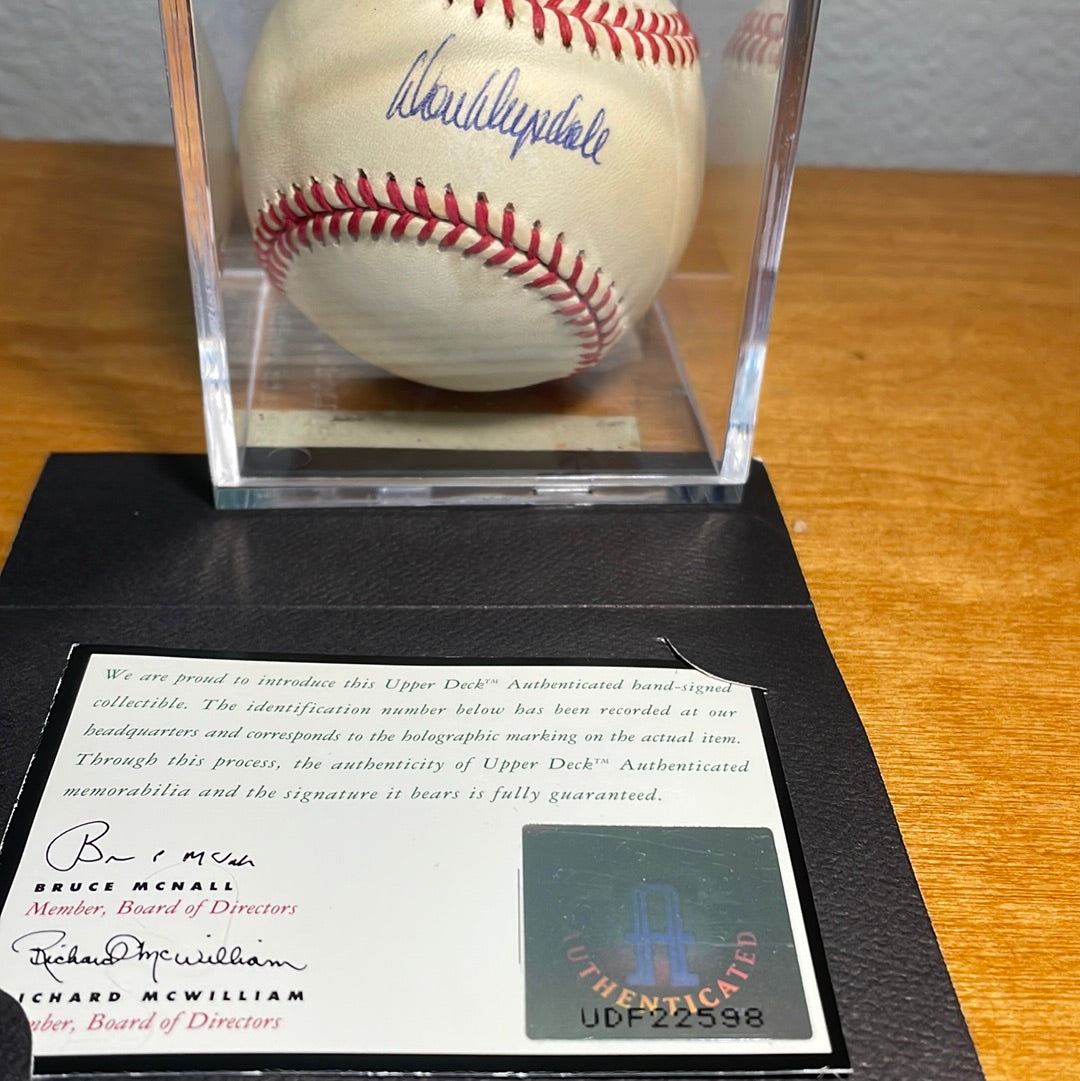 Don Drysdale
We are proud to introduce this Upper Deck™ Authenticated hand-signed
collectible. The identification number below has been recorded at our
headquarters and corresponds to the holographic marking on the actual item.
Through this process, the authenticity of Upper Deck™ Authenticated
memorabilia and the signature it bears is fully guaranteed.
Bruce McNall
BRUCE MCNALL
Member, Board of Directors
Richard McWilliam
ICHARD MCWILLIAM
mber, Board of Directors
AUTHENTICATED
UDF22598